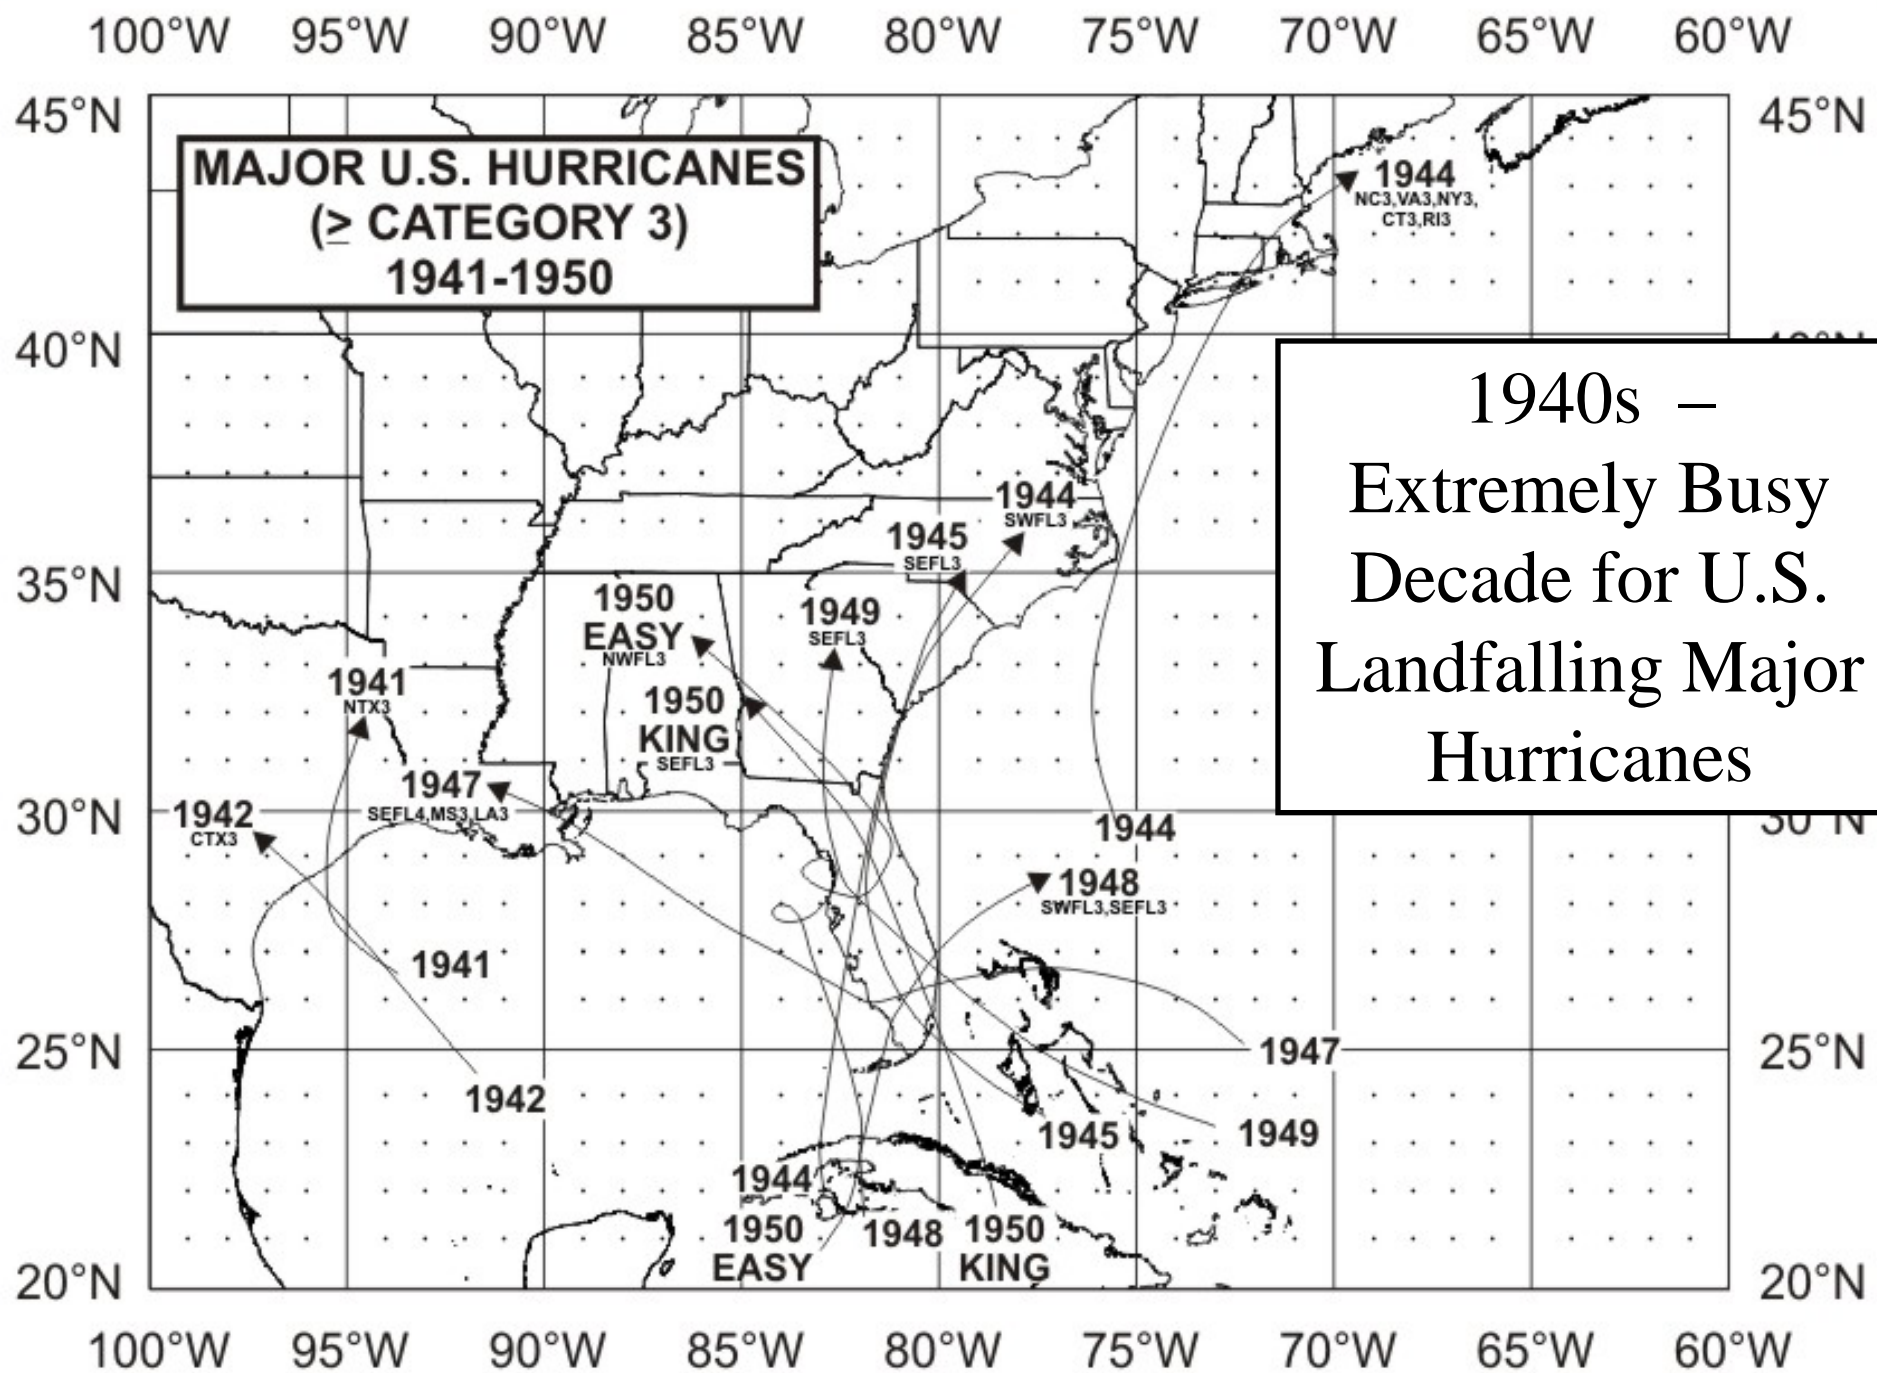 100°W 95°W 90°W 85°W 80°W 75°W 70°W 65°W 60°W
45°N 45°N
MAJOR U.S. HURRICANES
(≥ CATEGORY 3)
1941-1950
1944
NC3,VA3,NY3,
CT3,RI3
40°N
1940s –
Extremely Busy
Decade for U.S.
Landfalling Major
Hurricanes
1944
SWFL3
1945
SEFL3
35°N
1950
EASY
NWFL3
1949
SEFL3
1941
NTX3
1950
KING
SEFL3
1947
SEFL4,MS3,LA3
1942
CTX3
30°N 30°N
1944
1948
SWFL3,SEFL3
1941
25°N 25°N
1947
1942
1945
1949
1944
1950
EASY
1948
1950
KING
20°N 20°N
100°W 95°W 90°W 85°W 80°W 75°W 70°W 65°W 60°W